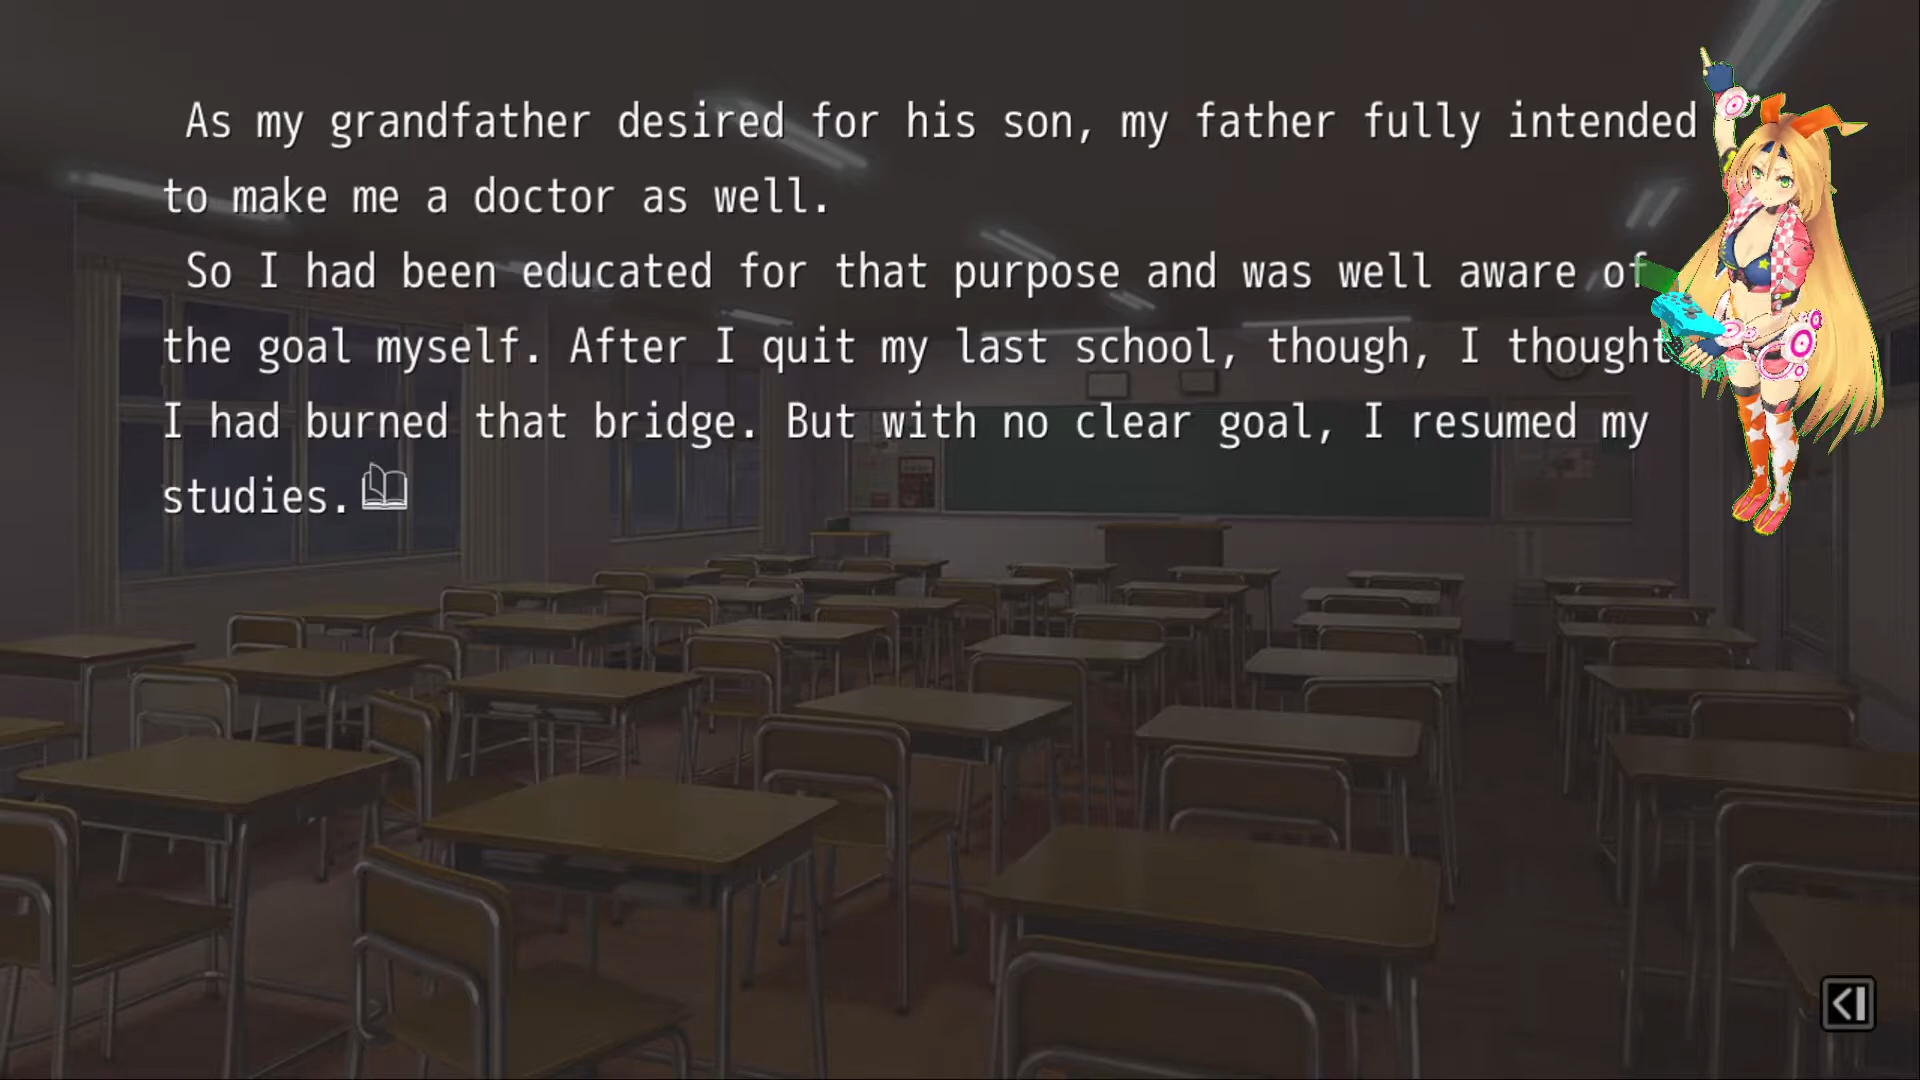 As my grandfather desired for his son, my father fully intended
to make me a doctor as well.
So I had been educated for that purpose and was well aware of
the goal myself. After I quit my last school, though, I thought
I had burned that bridge. But with no clear goal, I resumed my
studies.